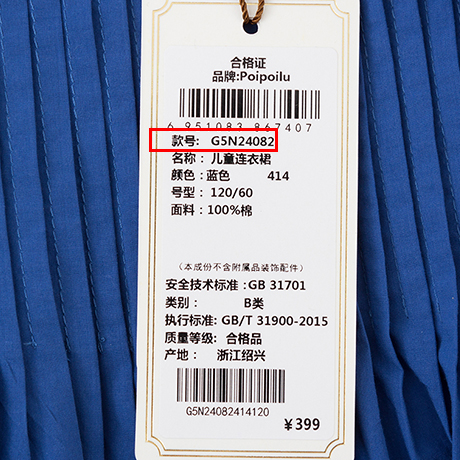 合格证
品牌:Poipoilu
6 951083 867407
款号: G5N24082
名称: 儿童连衣裙
颜色:蓝色 414
号型: 120/60
面料: 100%棉
(本成份不含附属品装饰配件)
安全技术标准:GB 31701
类别: B类
执行标准: GB/T 31900-2015
质量等级: 合格品
产地: 浙江绍兴
G5N24082414120
¥399